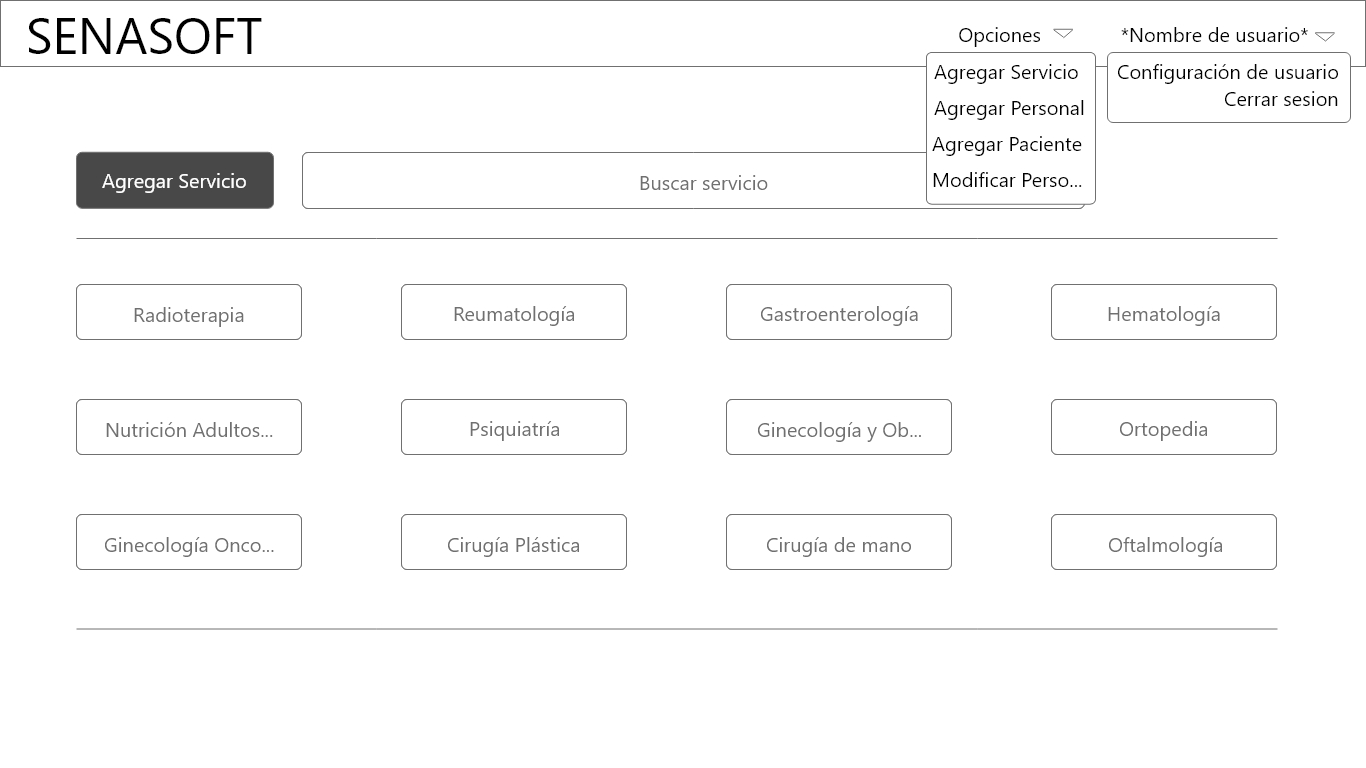 SENASOFT
Opciones
*Nombre de usuario*
Agregar Servicio
Agregar Personal
Agregar Paciente
Modificar Perso...
Configuración de usuario
Cerrar sesion
Agregar Servicio
Buscar servicio
Radioterapia
Reumatología
Gastroenterología
Hematología
Nutrición Adultos...
Psiquiatría
Ginecología y Ob...
Ortopedia
Ginecología Onco...
Cirugía Plástica
Cirugía de mano
Oftalmología